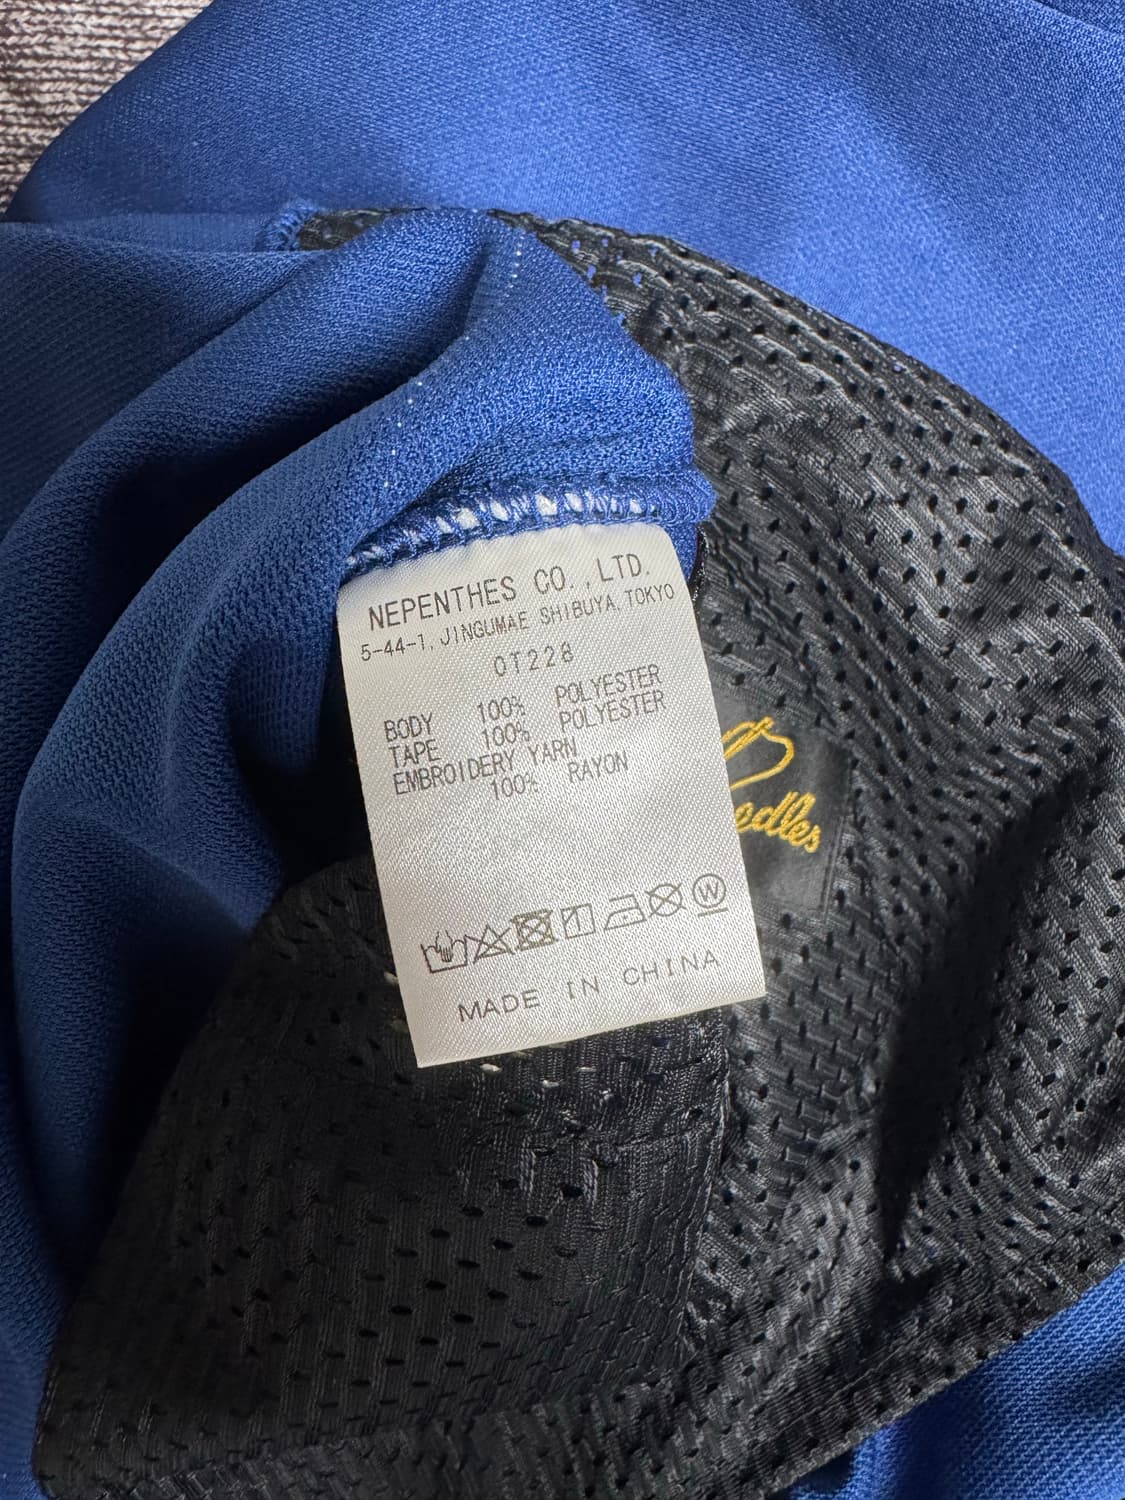 NEPENTHES CO.,LTD.
5-44-1, JINGUMAE SHIBUYA, TOKYO
OT228
BODY 100% POLYESTER
TAPE 100% POLYESTER
EMBROIDERY YARN
100% RAYON
W
MADE IN CHINA
edles